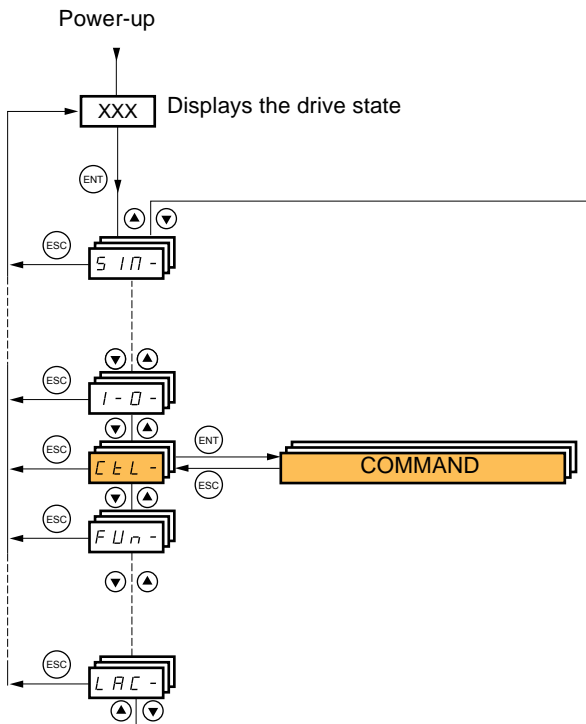 Power-up
XXX Displays the drive state
ENT
ESC
SIM-
ESC
I-O-
ESC
CtL-
ENT
ESC
COMMAND
ESC
FUn-
ESC
LAC-